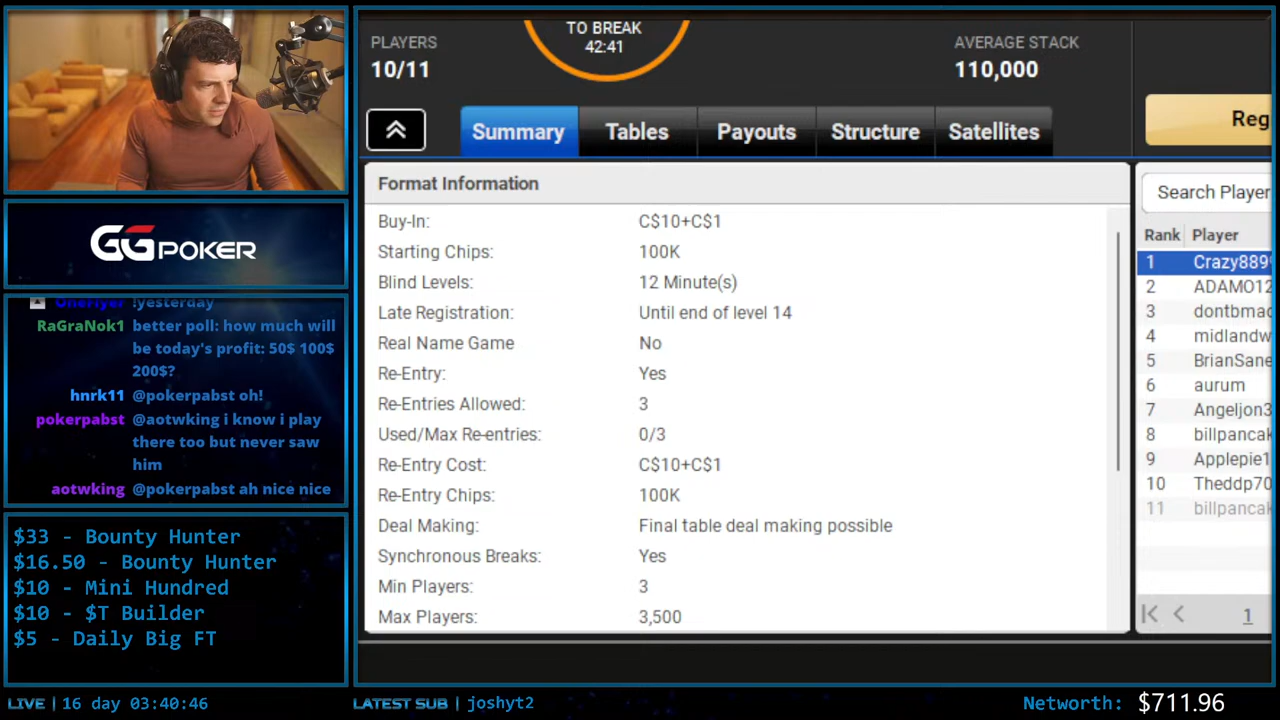 PLAYERS
10/11
TO BREAK
42:41
AVERAGE STACK
110,000
Summary
Tables
Payouts
Structure
Satellites
Reg
Format Information
Buy-In: C$10+C$1
Starting Chips: 100K
Blind Levels: 12 Minute(s)
Late Registration: Until end of level 14
Real Name Game No
Re-Entry: Yes
Re-Entries Allowed: 3
Used/Max Re-entries: 0/3
Re-Entry Cost: C$10+C$1
Re-Entry Chips: 100K
Deal Making: Final table deal making possible
Synchronous Breaks: Yes
Min Players: 3
Max Players: 3,500
Search Player
Rank Player
1 Crazy889
2 ADAMO12
3 dontbmad
4 midlandw
5 BrianSane
6 aurum
7 Angeljon3
8 billpancak
9 Applepie1
10 Theddp70
11 billpancak
1
GGPOKER
OneFlyer !yesterday
RaGraNok1 better poll: how much will
be today's profit: 50$ 100$
200$?
hnrk11 @pokerpabst oh!
pokerpabst @aotwking i know i play
there too but never saw
him
aotwking @pokerpabst ah nice nice
$33 - Bounty Hunter
$16.50 - Bounty Hunter
$10 - Mini Hundred
$10 - $T Builder
$5 - Daily Big FT
LIVE | 16 day 03:40:46
LATEST SUB | joshyt2
Networth: $711.96